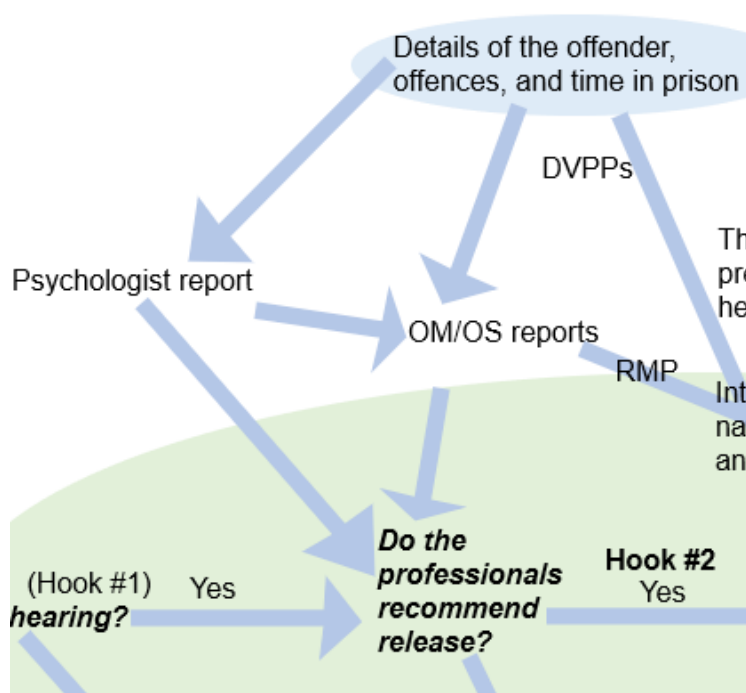 Details of the offender,
offences, and time in prison
DVPPs
Psychologist report
OM/OS reports
RMP
(Hook #1)
hearing?
Yes
Do the
professionals
recommend
release?
Hook #2
Yes